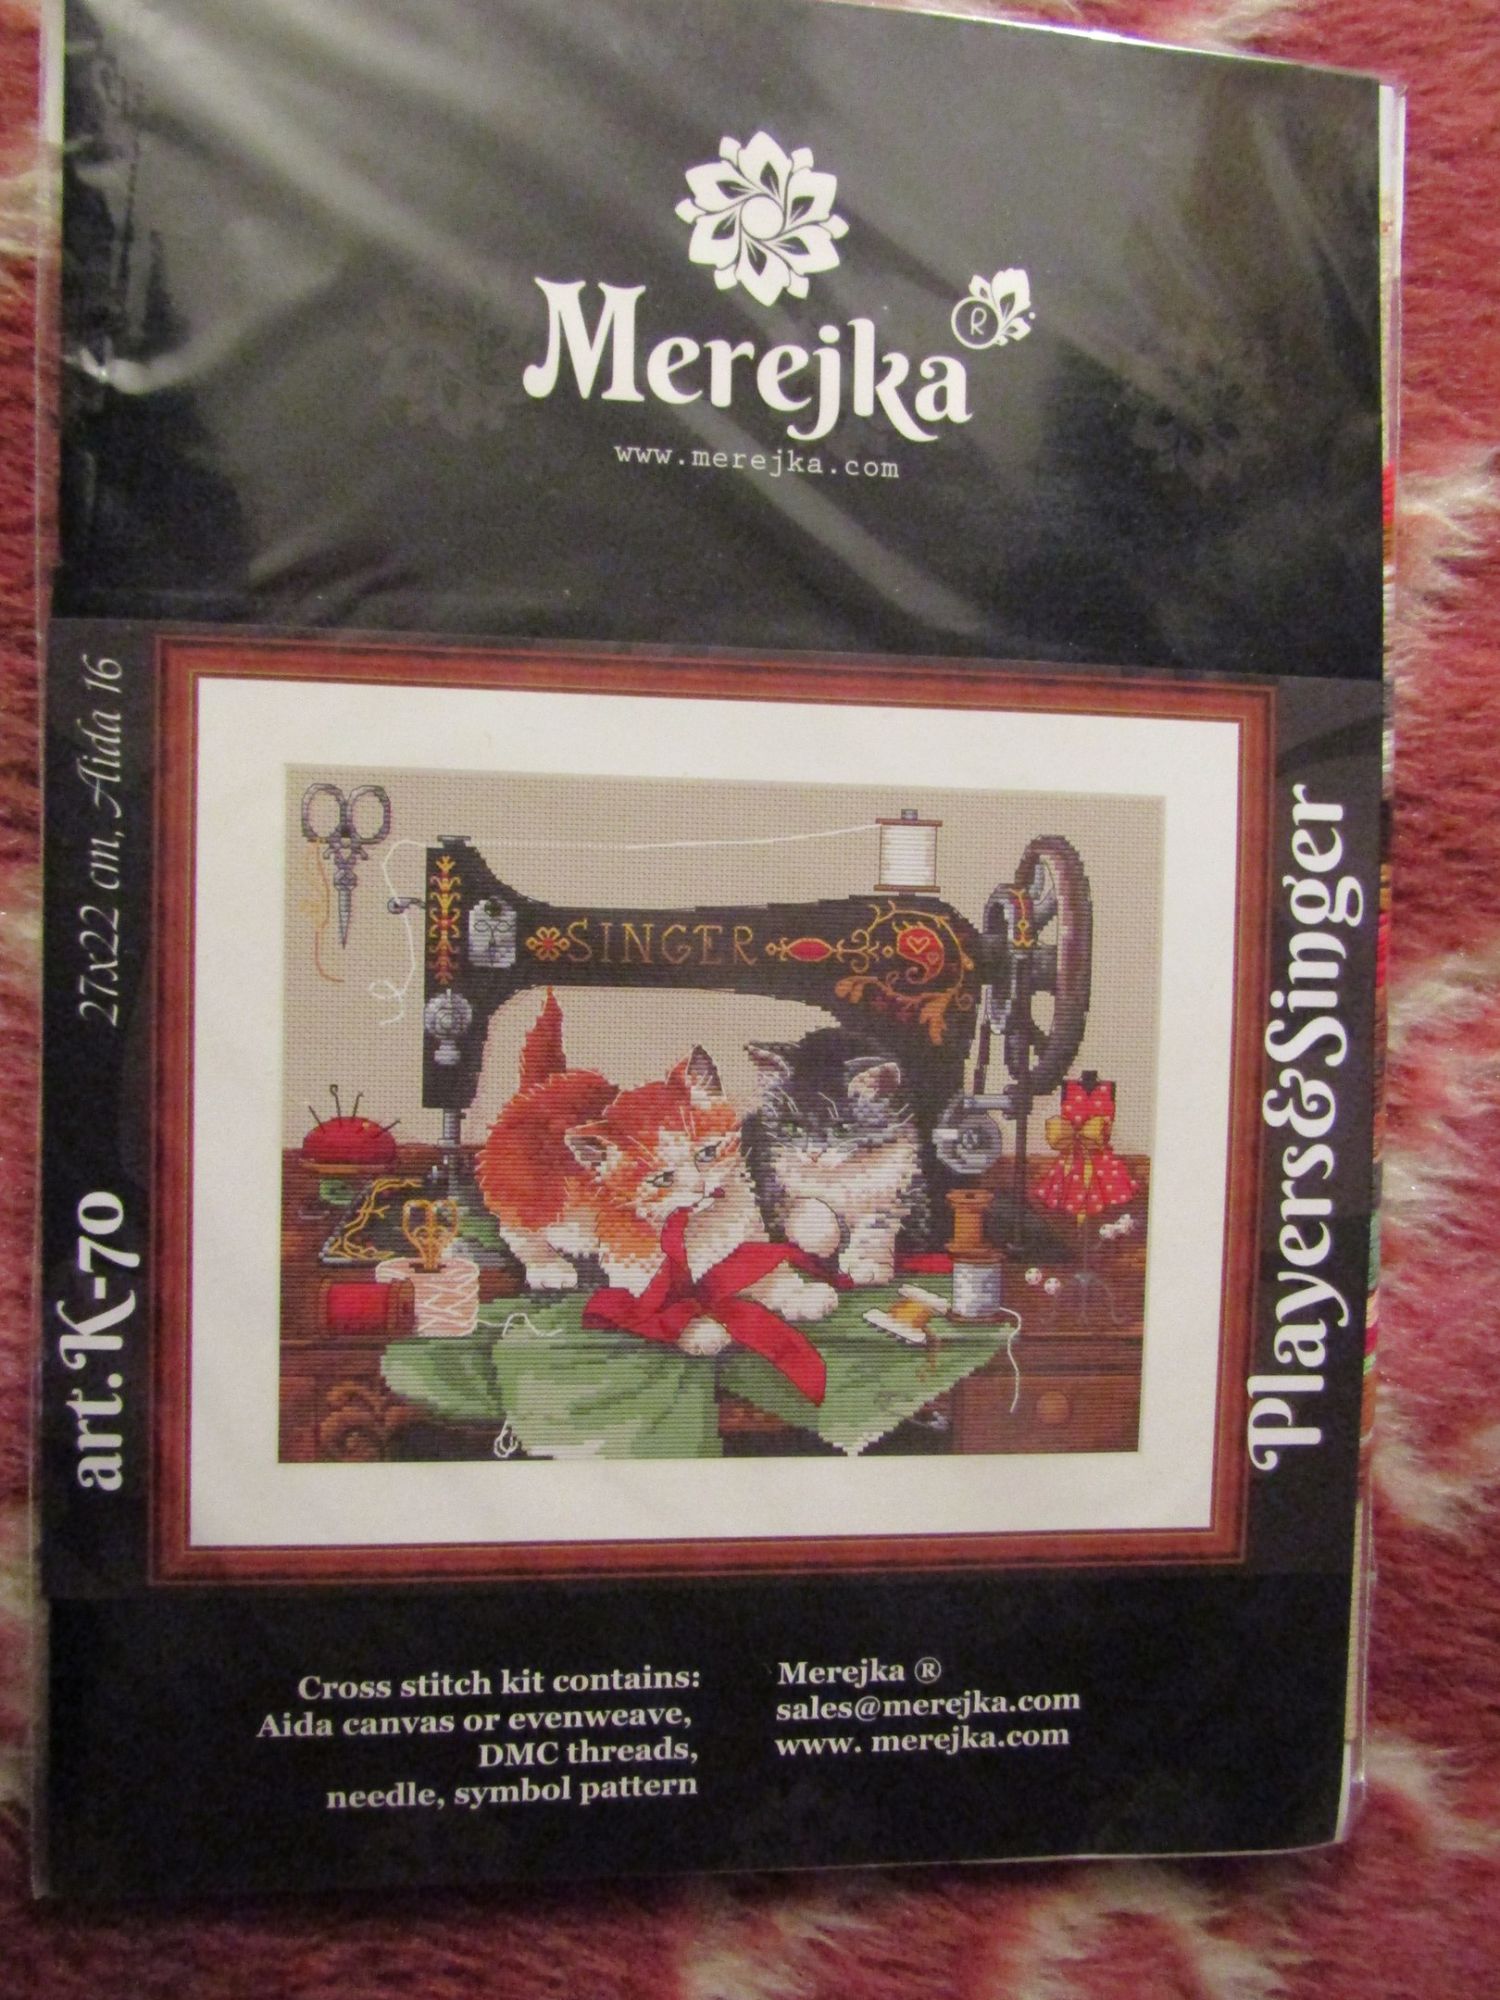 Merejka ®
www.merejka.com
27x22 cm, Aida 16
art.K-70
SINGER
Players&Singer
Cross stitch kit contains:
Aida canvas or evenweave,
DMC threads,
needle, symbol pattern
Merejka ®
sales@merejka.com
www. merejka.com